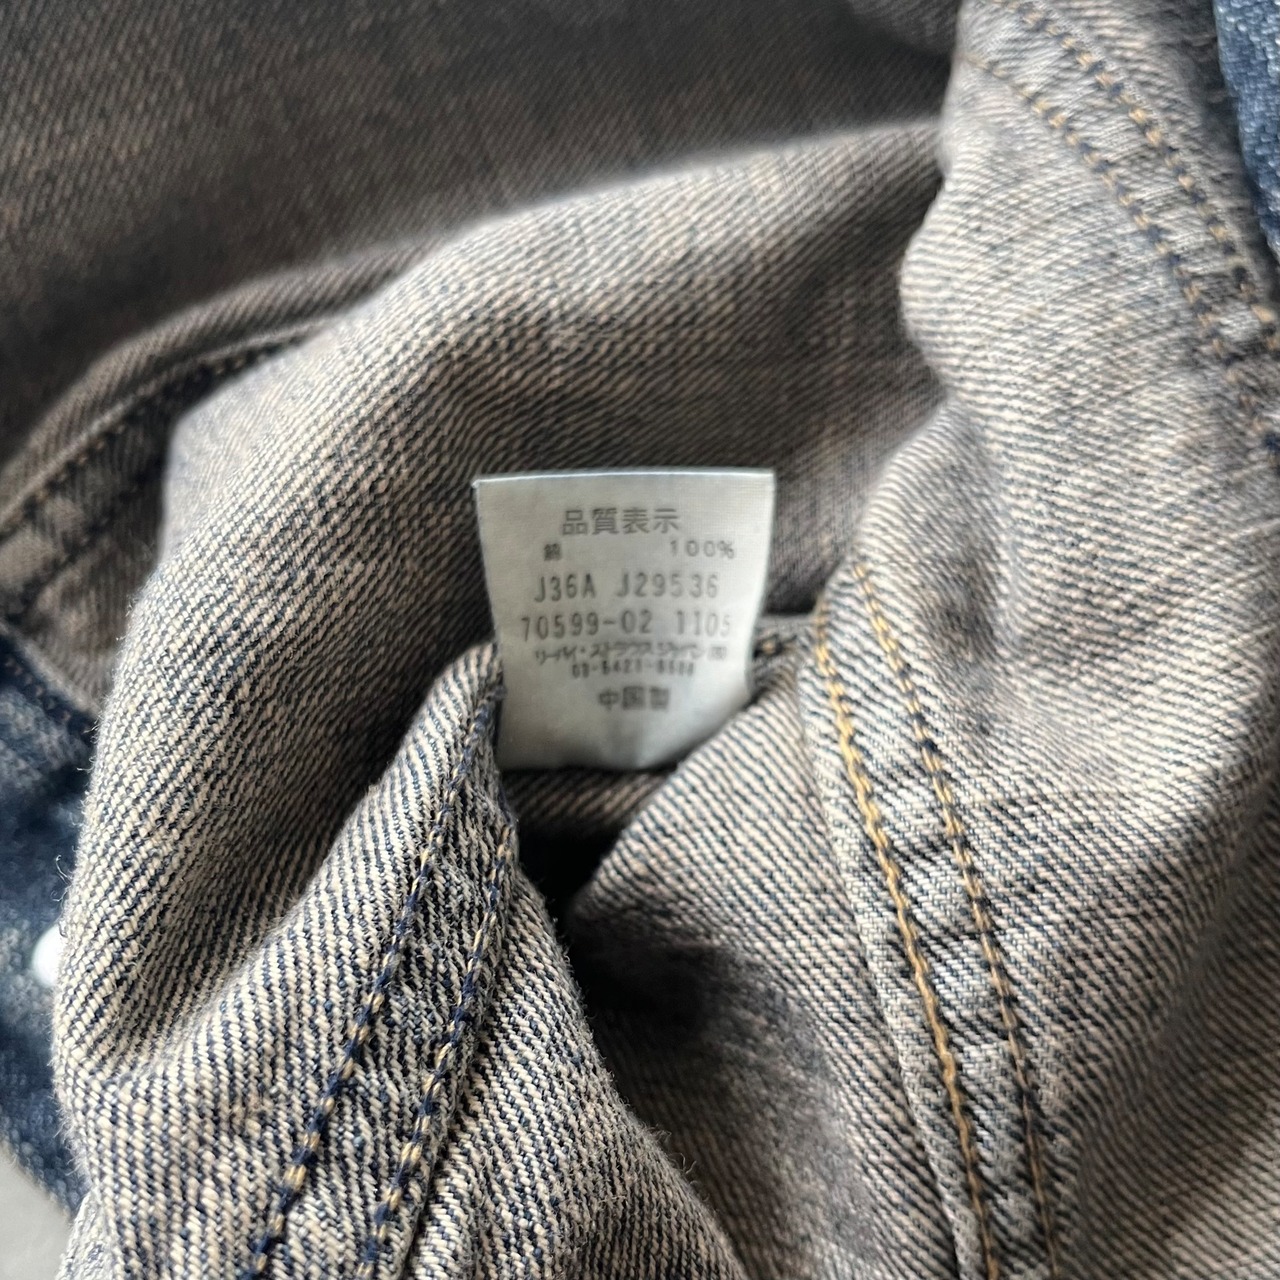 品質表示
綿 100%
J36A J29536
70599-02 1105
リーバイ・ストラウス ジャパン㈱
中国製